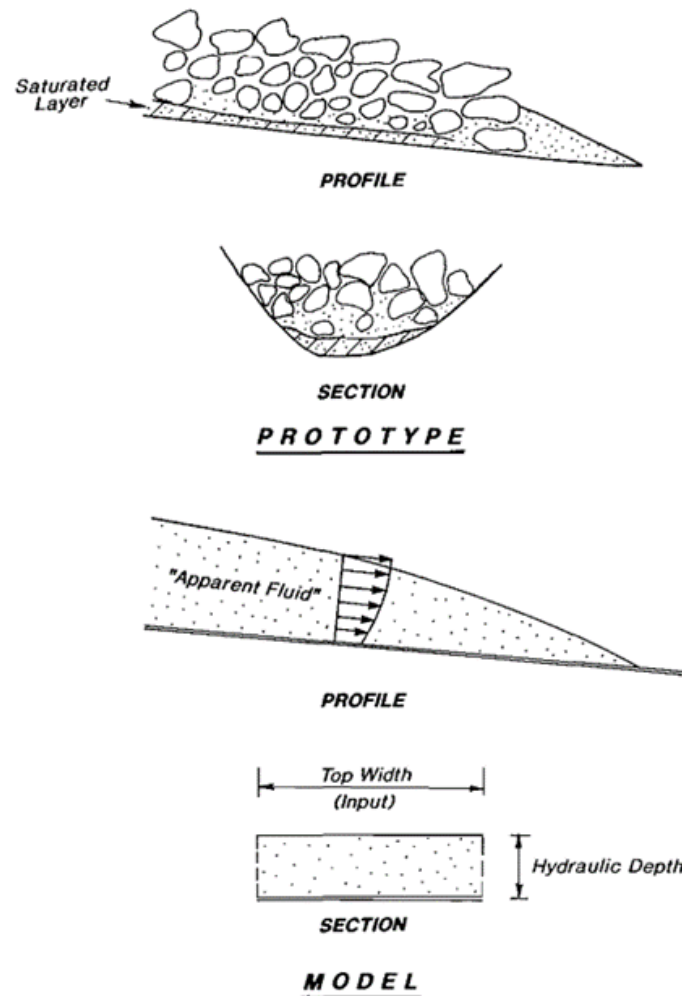 Saturated
Layer
PROFILE
SECTION
PROTOTYPE
"Apparent Fluid"
PROFILE
Top Width
(Input)
Hydraulic Depth
SECTION
MODEL